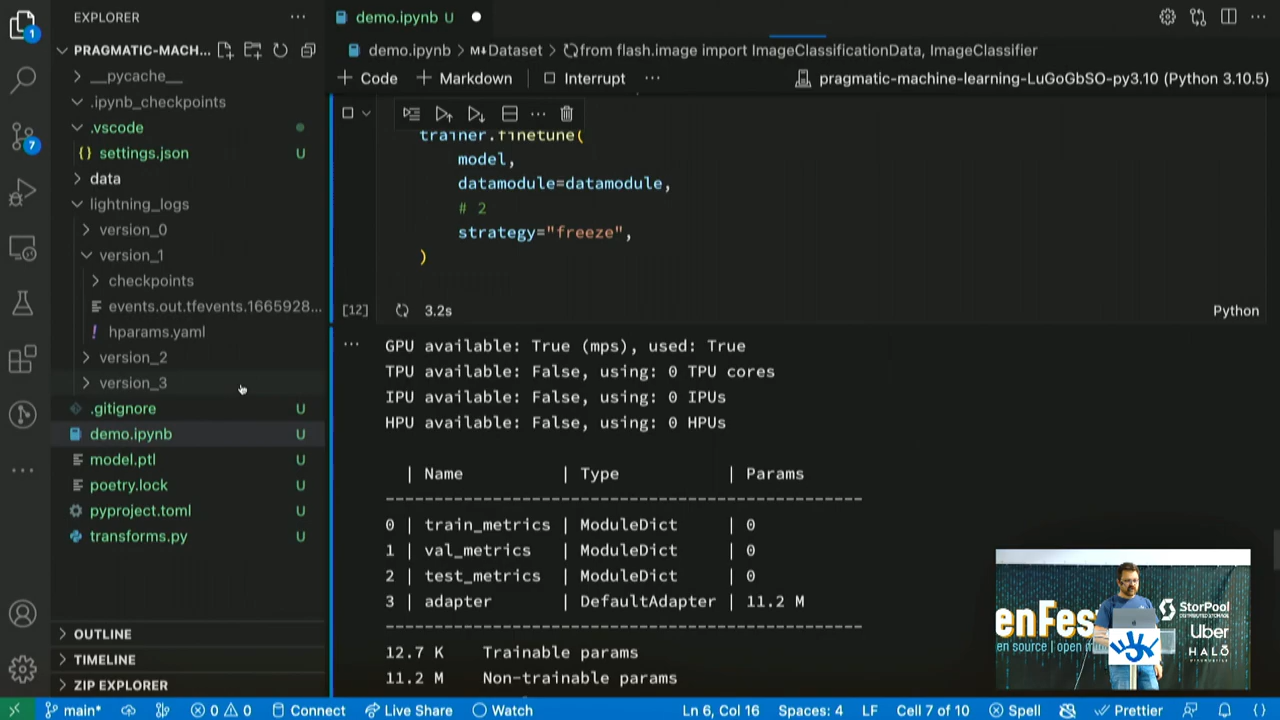 EXPLORER
demo.ipynb U
PRAGMATIC-MACH...
demo.ipynb > M↓Dataset > from flash.image import ImageClassificationData, ImageClassifier
__pycache__
+ Code + Markdown Interrupt ...
pragmatic-machine-learning-LuGoGbSO-py3.10 (Python 3.10.5)
.ipynb_checkpoints
.vscode
{} settings.json U
data
lightning_logs
version_0
version_1
checkpoints
events.out.tfevents.1665928...
! hparams.yaml
version_2
version_3
.gitignore U
demo.ipynb U
model.ptl U
poetry.lock U
pyproject.toml U
transforms.py U
OUTLINE
TIMELINE
ZIP EXPLORER
1
7
trainer.finetune(
model,
datamodule=datamodule,
# 2
strategy="freeze",
)
[12] 3.2s Python
GPU available: True (mps), used: True
TPU available: False, using: 0 TPU cores
IPU available: False, using: 0 IPUs
HPU available: False, using: 0 HPUs
| Name | Type | Params
--------------------------------------------------
0 | train_metrics | ModuleDict | 0
1 | val_metrics | ModuleDict | 0
2 | test_metrics | ModuleDict | 0
3 | adapter | DefaultAdapter | 11.2 M
--------------------------------------------------
12.7 K Trainable params
11.2 M Non-trainable params
enFes
StorPool
Uber
HALO
main* 0 0 Connect Live Share Watch Ln 6, Col 16 Spaces: 4 LF Cell 7 of 10 Spell Prettier {}